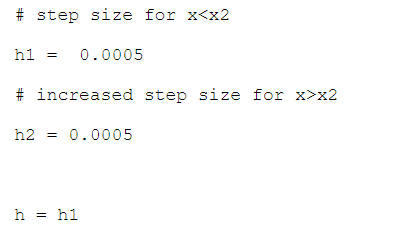 # step size for x<x2
h1 =  0.0005
# increased step size for x>x2
h2 = 0.0005
h = h1